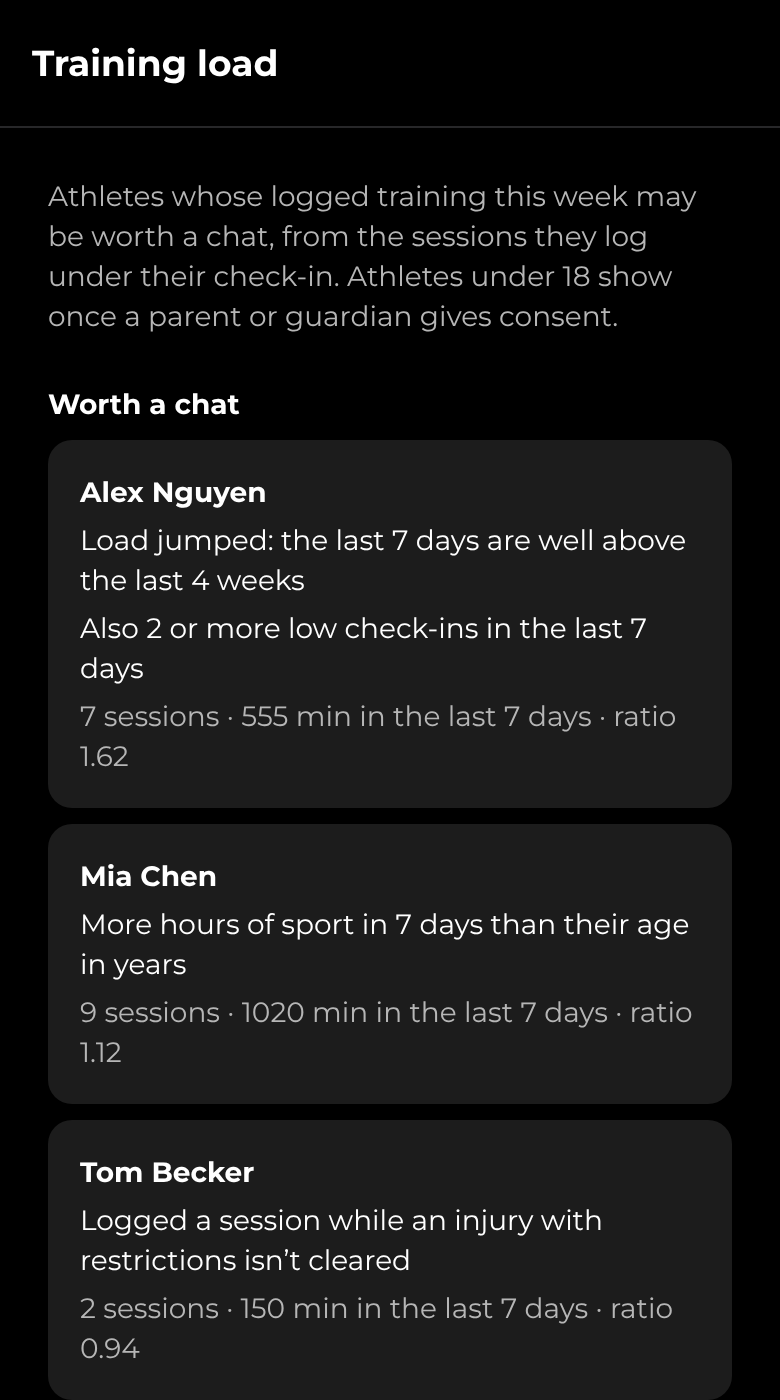 Training load
Athletes whose logged training this week may
be worth a chat, from the sessions they log
under their check-in. Athletes under 18 show
once a parent or guardian gives consent.
Worth a chat
Alex Nguyen
Load jumped: the last 7 days are well above
the last 4 weeks
Also 2 or more low check-ins in the last 7
days
7 sessions · 555 min in the last 7 days · ratio
1.62
Mia Chen
More hours of sport in 7 days than their age
in years
9 sessions · 1020 min in the last 7 days · ratio
1.12
Tom Becker
Logged a session while an injury with
restrictions isn’t cleared
2 sessions · 150 min in the last 7 days · ratio
0.94